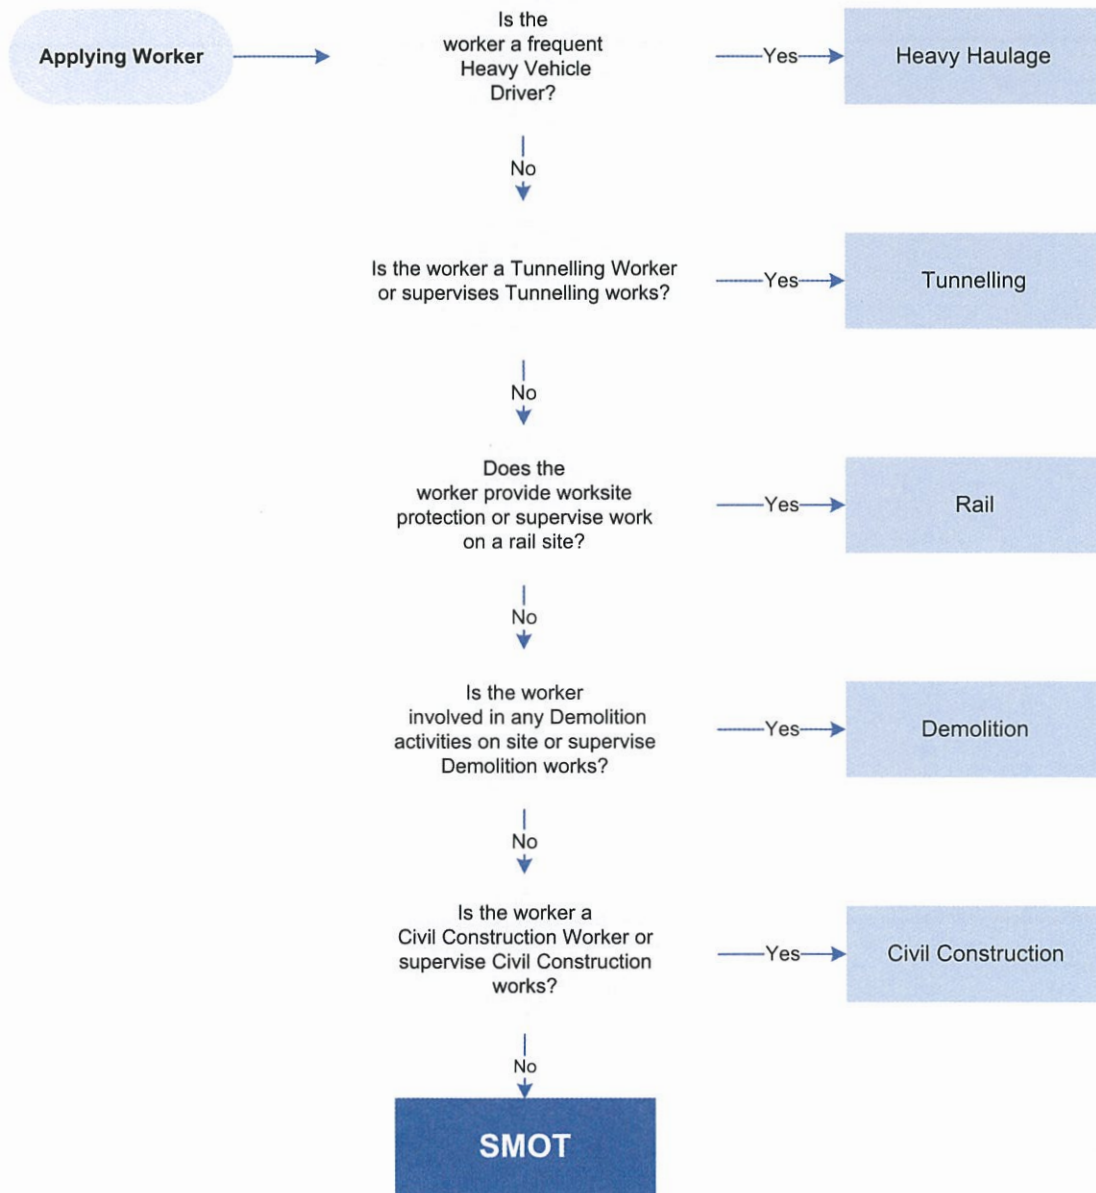 Applying Worker
Is the
worker a frequent
Heavy Vehicle
Driver?
Yes
Heavy Haulage
No
Is the worker a Tunnelling Worker
or supervises Tunnelling works?
Yes
Tunnelling
No
Does the
worker provide worksite
protection or supervise work
on a rail site?
Yes
Rail
No
Is the worker
involved in any Demolition
activities on site or supervise
Demolition works?
Yes
Demolition
No
Is the worker a
Civil Construction Worker or
supervise Civil Construction
works?
Yes
Civil Construction
No
SMOT